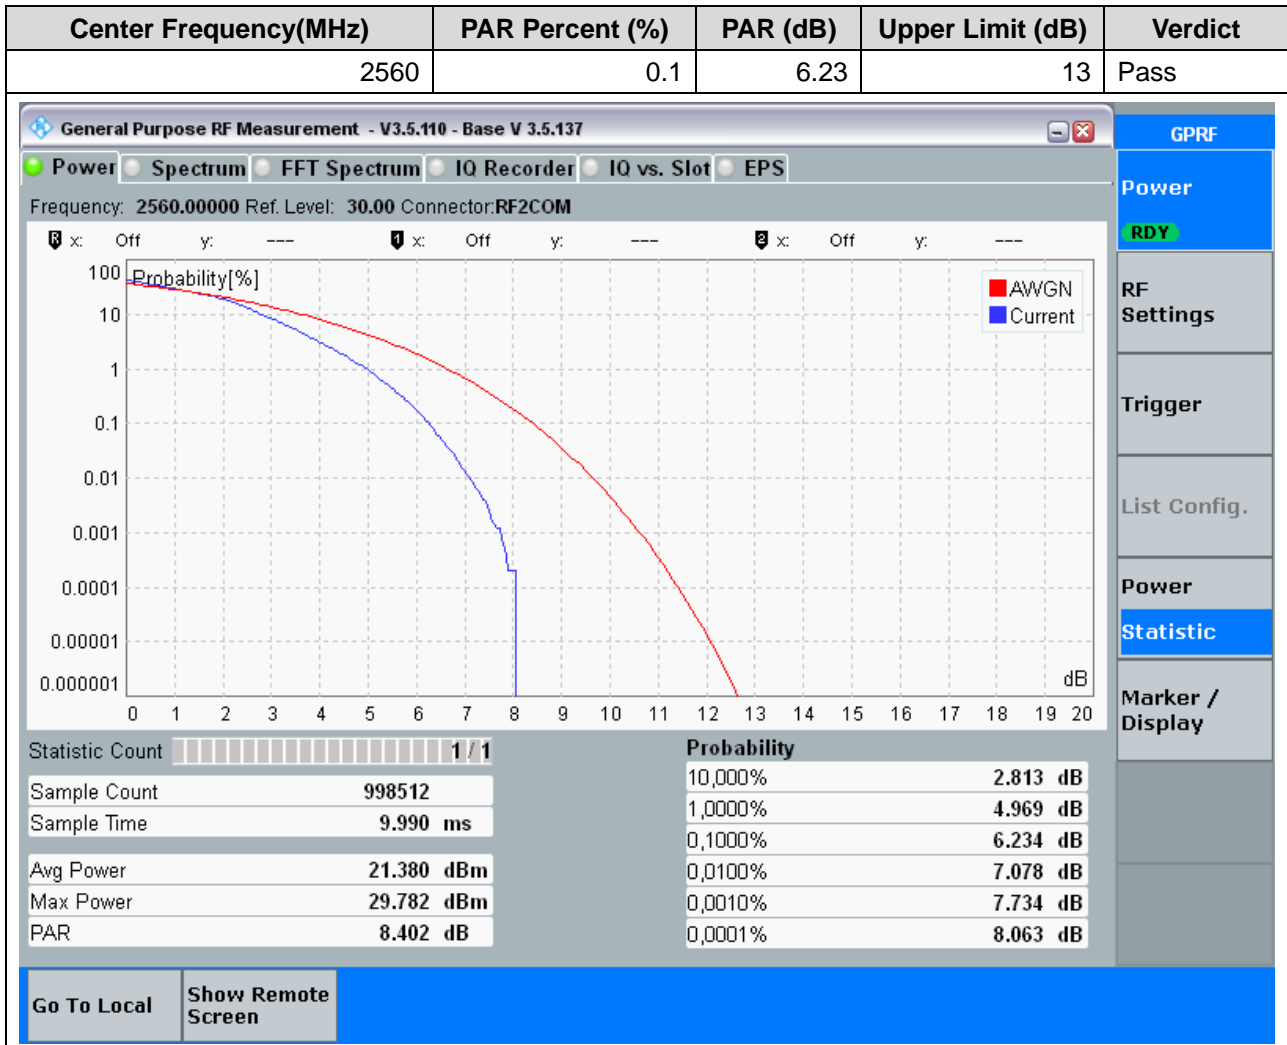 Center Frequency(MHz) PAR Percent (%) PAR (dB) Upper Limit (dB) Verdict
2560 0.1 6.23 13 Pass
General Purpose RF Measurement - V3.5.110 - Base V 3.5.137
GPRF
Power Spectrum FFT Spectrum IQ Recorder IQ vs. Slot EPS
Frequency: 2560.00000 Ref. Level: 30.00 Connector:RF2COM
R x: Off y: --- 1 x: Off y: --- 2 x: Off y: ---
Probability[%]
AWGN
Current
100
10
1
0.1
0.01
0.001
0.0001
0.00001
0.000001
dB
0 1 2 3 4 5 6 7 8 9 10 11 12 13 14 15 16 17 18 19 20
Statistic Count 1 / 1
Sample Count 998512
Sample Time 9.990 ms
Avg Power 21.380 dBm
Max Power 29.782 dBm
PAR 8.402 dB
Probability
10,000% 2.813 dB
1,0000% 4.969 dB
0,1000% 6.234 dB
0,0100% 7.078 dB
0,0010% 7.734 dB
0,0001% 8.063 dB
Power
RDY
RF
Settings
Trigger
List Config.
Power
Statistic
Marker /
Display
Go To Local
Show Remote
Screen